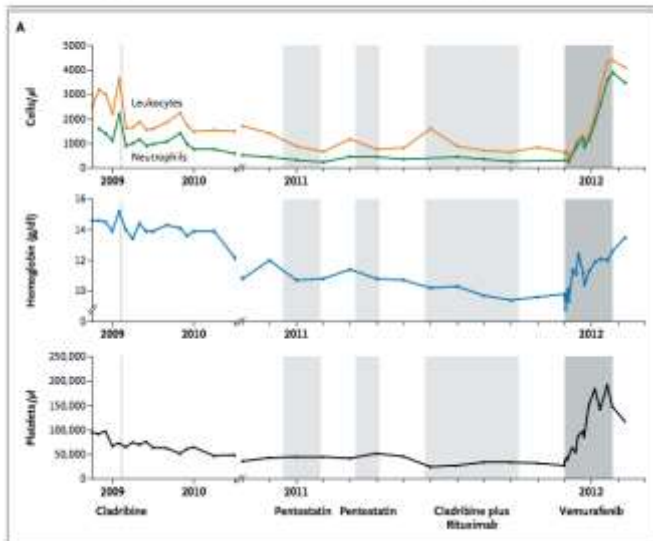 A
5000
4000
3000
2000
1000
0
Cells/µl
Leukocytes
Neutrophils
2009 2010 2011 2012
16
14
12
10
8
0
Hemoglobin (g/dl)
2009 2010 2011 2012
250,000
200,000
150,000
100,000
50,000
0
Platelets/µl
2009 2010 2011 2012
Cladribine Pentostatin Pentostatin Cladribine plus Vemurafenib
Rituximab